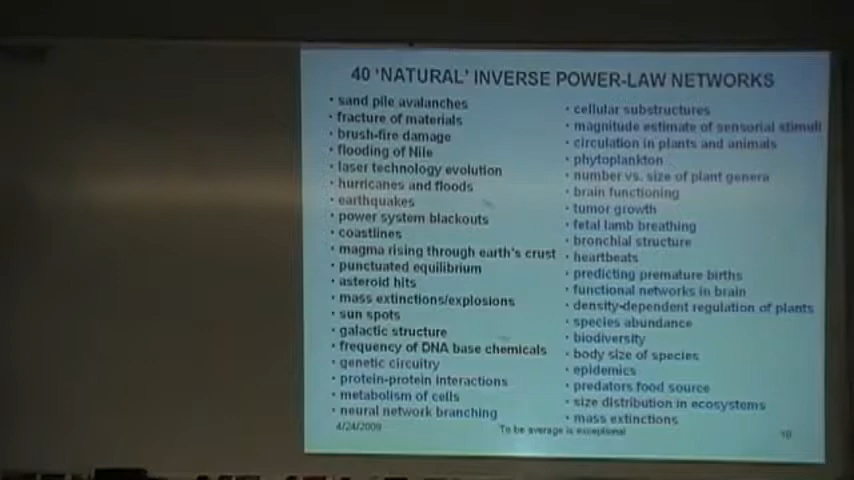 40 'NATURAL' INVERSE POWER-LAW NETWORKS
• sand pile avalanches
• fracture of materials
• brush-fire damage
• flooding of Nile
• laser technology evolution
• hurricanes and floods
• earthquakes
• power system blackouts
• coastlines
• magma rising through earth's crust
• punctuated equilibrium
• asteroid hits
• mass extinctions/explosions
• sun spots
• galactic structure
• frequency of DNA base chemicals
• genetic circuitry
• protein-protein interactions
• metabolism of cells
• neural network branching
• cellular substructures
• magnitude estimate of sensorial stimuli
• circulation in plants and animals
• phytoplankton
• number vs. size of plant genera
• brain functioning
• tumor growth
• fetal lamb breathing
• bronchial structure
• heartbeats
• predicting premature births
• functional networks in brain
• density-dependent regulation of plants
• species abundance
• biodiversity
• body size of species
• epidemics
• predators food source
• size distribution in ecosystems
• mass extinctions
4/24/2009
To be average is exceptional